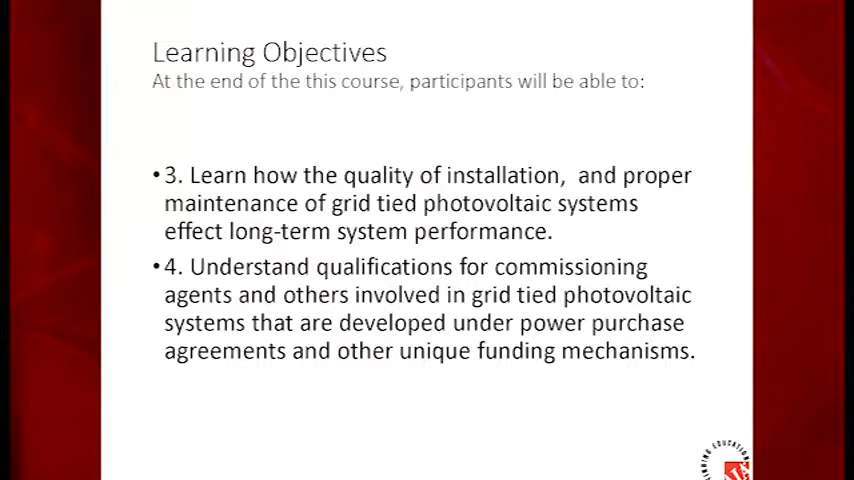 Learning Objectives
At the end of the this course, participants will be able to:
•3. Learn how the quality of installation,  and proper
maintenance of grid tied photovoltaic systems
effect long-term system performance.
•4. Understand qualifications for commissioning
agents and others involved in grid tied photovoltaic
systems that are developed under power purchase
agreements and other unique funding mechanisms.
EDUCATION
AIA